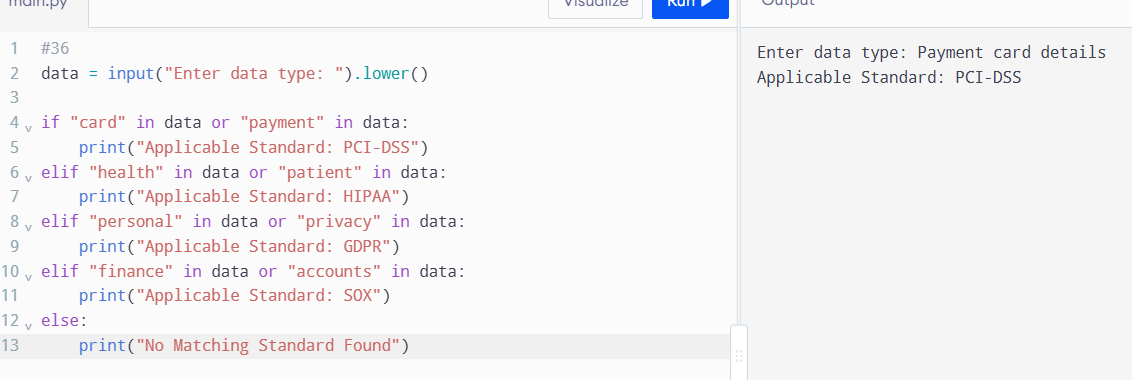 main.py
Visualize
Run
Output
1 #36
2 data = input("Enter data type: ").lower()
3
4 if "card" in data or "payment" in data:
5 print("Applicable Standard: PCI-DSS")
6 elif "health" in data or "patient" in data:
7 print("Applicable Standard: HIPAA")
8 elif "personal" in data or "privacy" in data:
9 print("Applicable Standard: GDPR")
10 elif "finance" in data or "accounts" in data:
11 print("Applicable Standard: SOX")
12 else:
13 print("No Matching Standard Found")
Enter data type: Payment card details
Applicable Standard: PCI-DSS